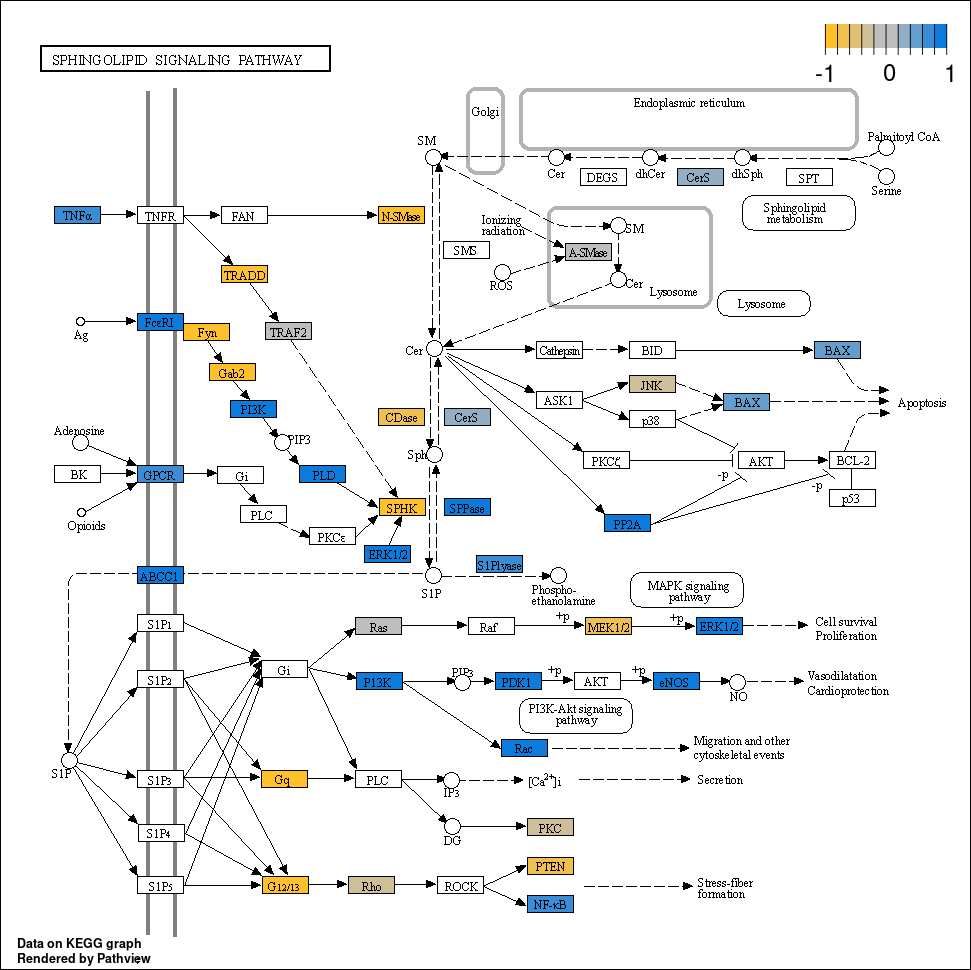 SPHINGOLIPID SIGNALING PATHWAY
-1 0 1
Golgi
Endoplasmic reticulum
SM
Palmitoyl CoA
Cer
DEGS
dhCer
CerS
dhSph
SPT
Serine
TNFα
TNFR
FAN
N-SMase
Ionizing
radiation
SM
Sphingolipid
metabolism
SMS
A-SMase
TRADD
ROS
Cer
Lysosome
Lysosome
FcεRI
Ag
Fyn
TRAF2
Cer
Cathepsin
BID
BAX
Gab2
JNK
ASK1
BAX
Apoptosis
PI3K
CDase
CerS
p38
Adenosine
PIP3
Sph
BK
GPCR
Gi
PLD
PKCζ
AKT
BCL-2
-p
-p
p53
Opioids
PLC
SPHK
SPPase
PP2A
PKCε
ERK1/2
ABCC1
S1Plyase
S1P
Phospho-
ethanolamine
MAPK signaling
pathway
S1P1
Ras
Raf
+p
MEK1/2
+p
ERK1/2
Cell survival
Proliferation
S1P2
Gi
P13K
PIP3
PDK1
+p
AKT
+p
eNOS
NO
Vasodilatation
Cardioprotection
PI3K-Akt signaling
pathway
Rac
Migration and other
cytoskeletal events
S1P
S1P3
Gq
PLC
IP3
[Ca2+]i
Secretion
S1P4
DG
PKC
PTEN
S1P5
G12/13
Rho
ROCK
Stress-fiber
formation
NF-κB
Data on KEGG graph
Rendered by Pathview